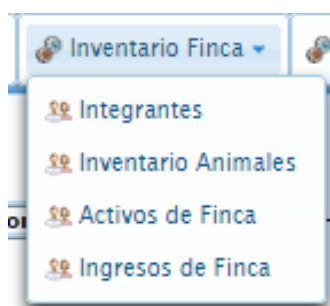 Inventario Finca
Integrantes
Inventario Animales
Activos de Finca
Ingresos de Finca